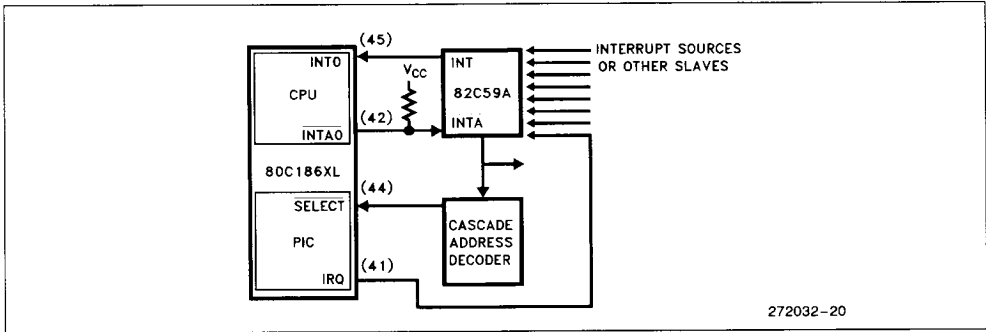 (45)
INT0
CPU
INTA0
(42)
VCC
INT
82C59A
INTA
INTERRUPT SOURCES
OR OTHER SLAVES
80C186XL
(44)
SELECT
PIC
IRQ
(41)
CASCADE
ADDRESS
DECODER
272032-20